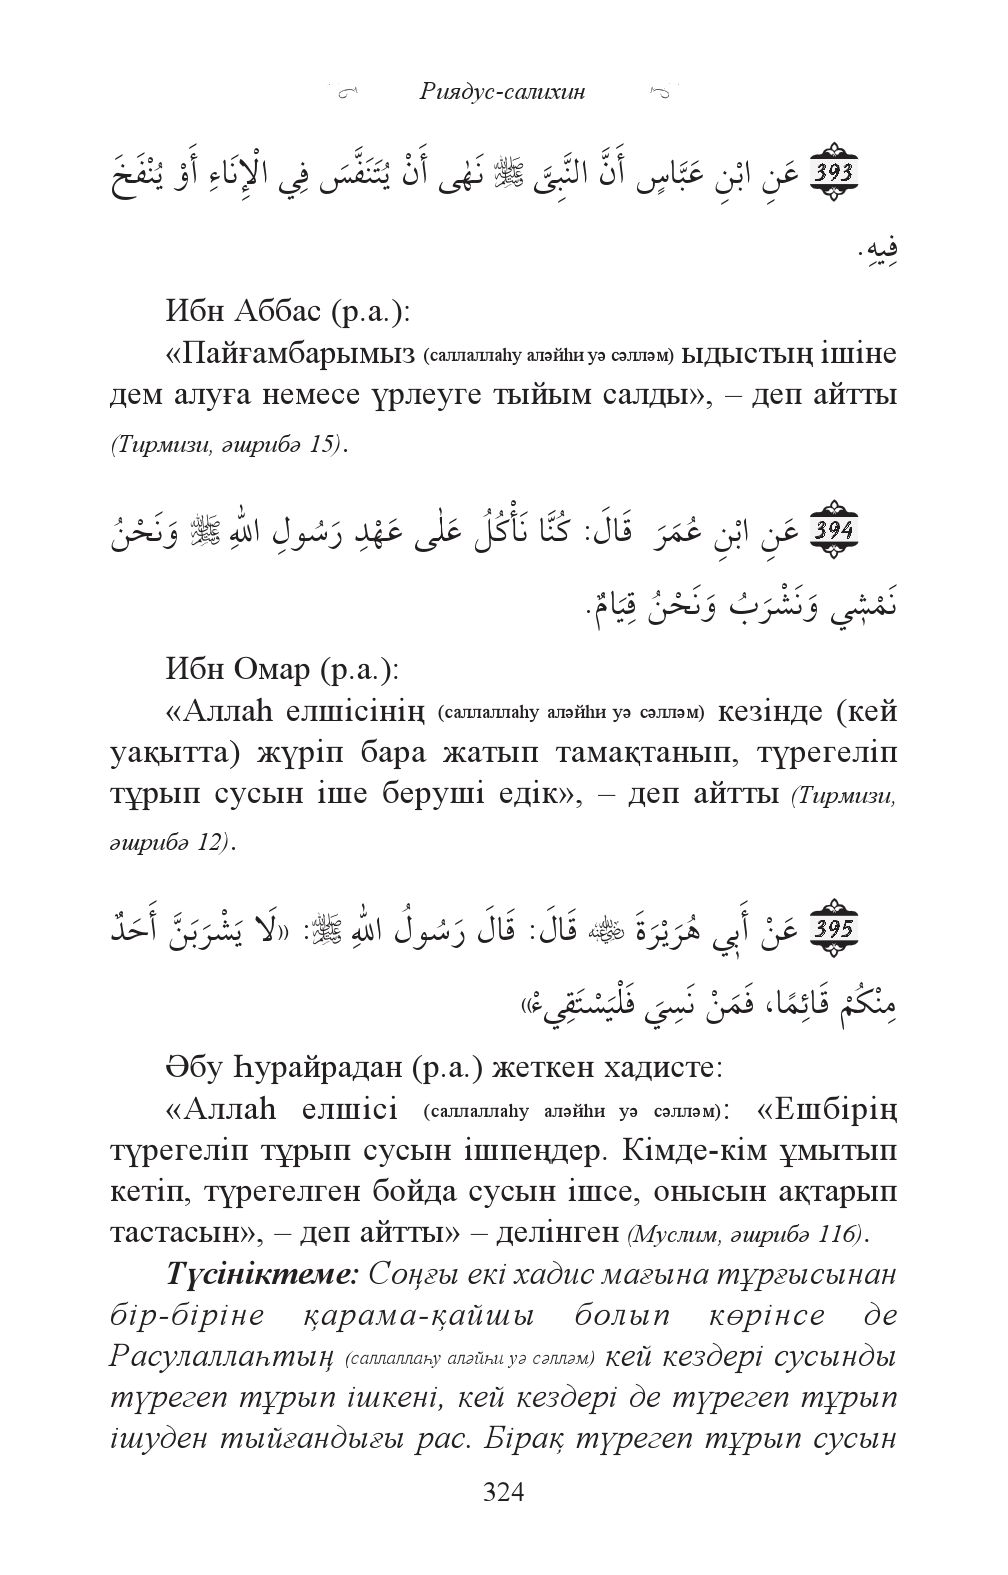 Риядус-салихин
393 عَنِ ابْنِ عَبَّاسٍ أَنَّ النَّبِيَّ ﷺ نَهٰى أَنْ يُتَنَفَّسَ فِي الْإِنَاءِ أَوْ يُنْفَخَ
فِيهِ.
Ибн Аббас (р.а.):
«Пайғамбарымыз (саллаллаһу аләйһи уә сәлләм) ыдыстың ішіне
дем алуға немесе үрлеуге тыйым салды», – деп айтты
(Тирмизи, әшрибә 15).
394 عَنِ ابْنِ عُمَرَ قَالَ: كُنَّا نَأْكُلُ عَلٰى عَهْدِ رَسُولِ اللهِ ﷺ وَنَحْنُ
نَمْشِي وَنَشْرَبُ وَنَحْنُ قِيَامٌ.
Ибн Омар (р.а.):
«Аллаһ елшісінің (саллаллаһу аләйһи уә сәлләм) кезінде (кей
уақытта) жүріп бара жатып тамақтанып, түрегеліп
тұрып сусын іше беруші едік», – деп айтты (Тирмизи,
әшрибә 12).
395 عَنْ أَبِي هُرَيْرَةَ ﵁ قَالَ: قَالَ رَسُولُ اللهِ ﷺ: «لَا يَشْرَبَنَّ أَحَدٌ
مِنْكُمْ قَائِمًا، فَمَنْ نَسِيَ فَلْيَسْتَقِيءْ»
Әбу Һурайрадан (р.а.) жеткен хадисте:
«Аллаһ елшісі (саллаллаһу аләйһи уә сәлләм): «Ешбірің
түрегеліп тұрып сусын ішпеңдер. Кімде-кім ұмытып
кетіп, түрегелген бойда сусын ішсе, онысын ақтарып
тастасын», – деп айтты» – делінген (Муслим, әшрибә 116).
Түсініктеме: Соңғы екі хадис мағына тұрғысынан
бір-біріне қарама-қайшы болып көрінсе де
Расулаллаһтың (саллаллаһу аләйһи уә сәлләм) кей кездері сусынды
түрегеп тұрып ішкені, кей кездері де түрегеп тұрып
ішуден тыйғандығы рас. Бірақ түрегеп тұрып сусын
324